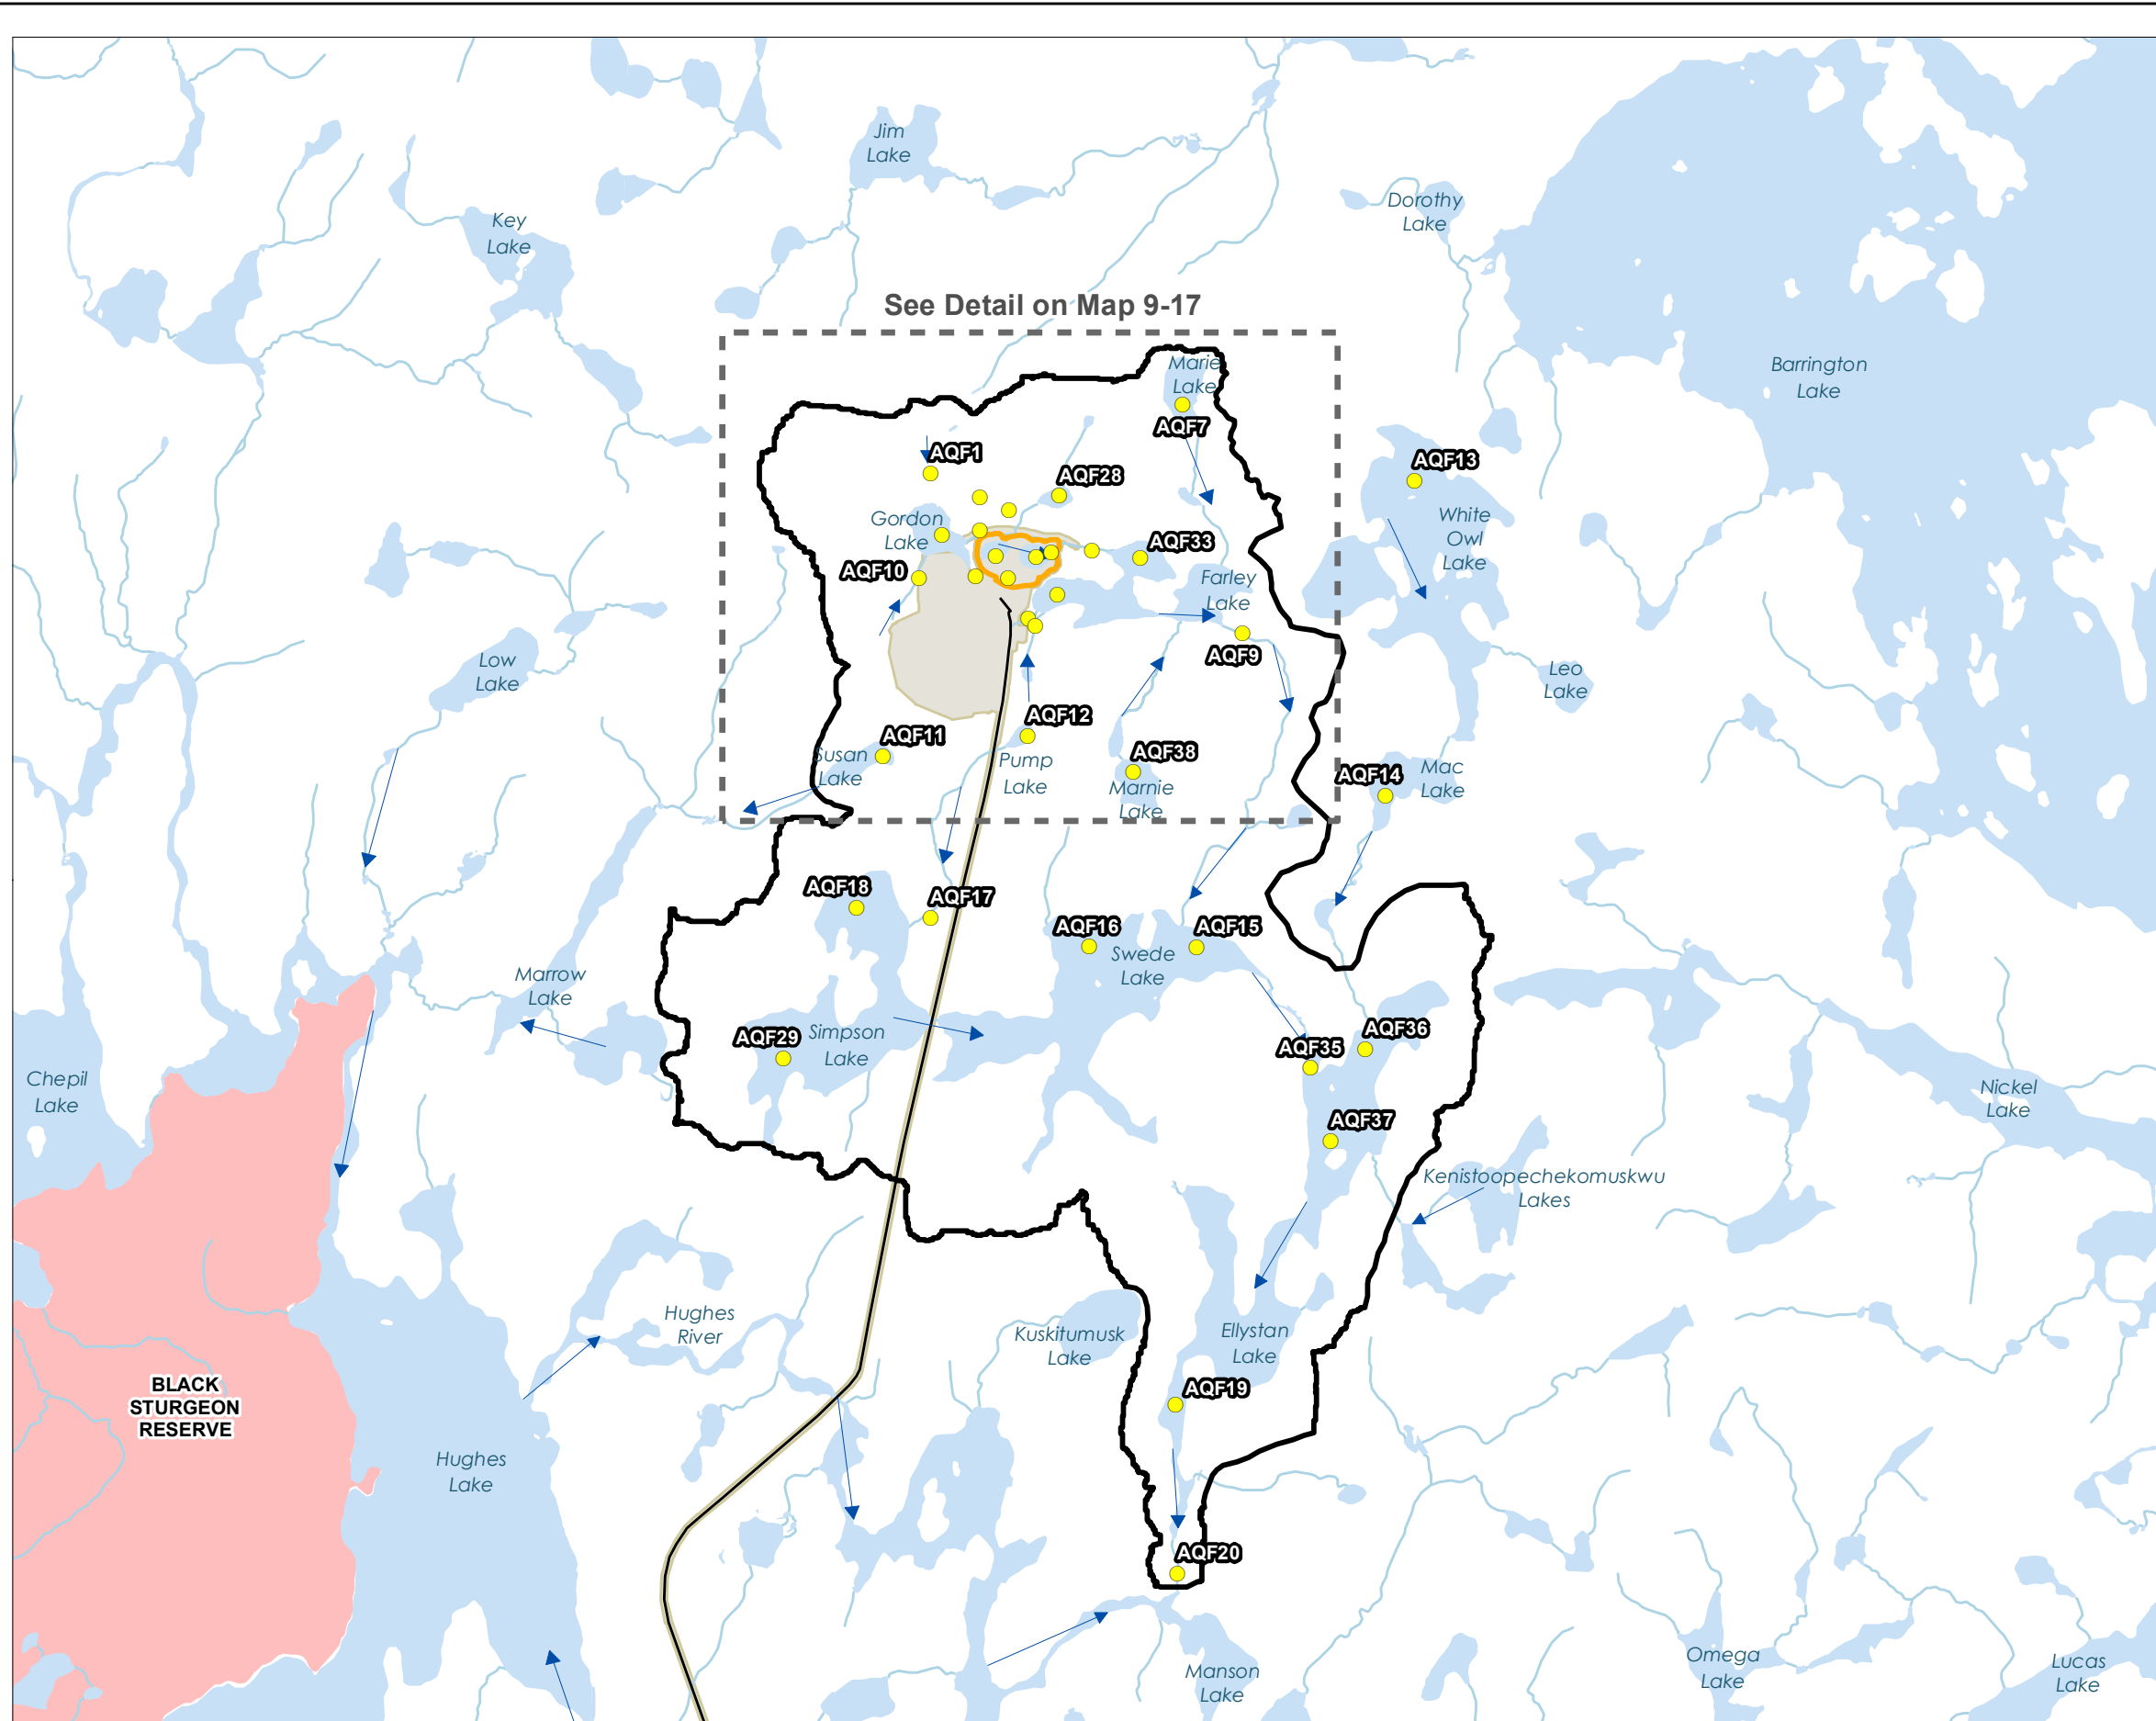 Jim
Lake
Key
Lake
Dorothy
Lake
See Detail on Map 9-17
Barrington
Lake
Marie
Lake
AQF7
AQF1
AQF28
AQF13
Gordon
Lake
White
Owl
Lake
AQF33
AQF10
Farley
Lake
AQF9
Low
Lake
Leo
Lake
AQF12
AQF11
Susan
Lake
Pump
Lake
AQF38
Marnie
Lake
AQF14
Mac
Lake
AQF18
AQF17
AQF16
AQF15
Swede
Lake
Marrow
Lake
AQF29
Simpson
Lake
AQF36
AQF35
Chepil
Lake
Nickel
Lake
AQF37
Kenistoopechekomuskwu
Lakes
Hughes
River
Kuskitumusk
Lake
Ellystan
Lake
AQF19
BLACK
STURGEON
RESERVE
Hughes
Lake
AQF20
Manson
Lake
Omega
Lake
Lucas
Lake